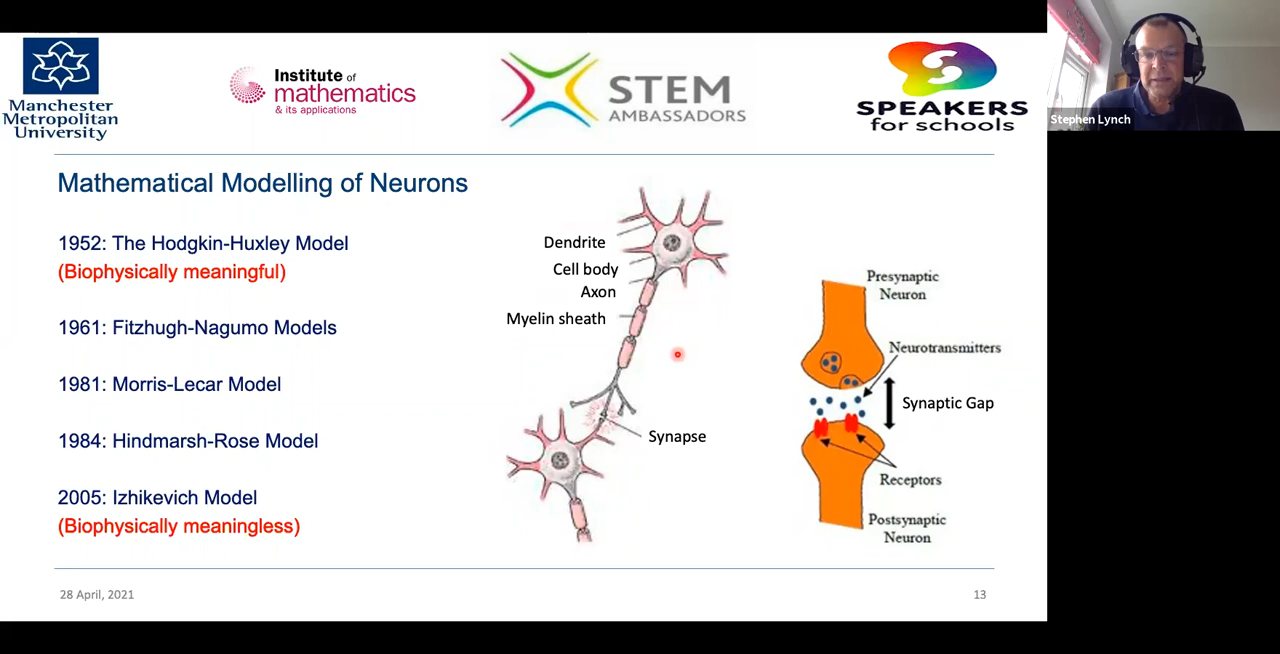 Manchester
Metropolitan
University
Institute of
mathematics
& its applications
STEM
AMBASSADORS
S
SPEAKERS
for schools
Stephen Lynch
Mathematical Modelling of Neurons
1952: The Hodgkin-Huxley Model
(Biophysically meaningful)
1961: Fitzhugh-Nagumo Models
1981: Morris-Lecar Model
1984: Hindmarsh-Rose Model
2005: Izhikevich Model
(Biophysically meaningless)
Dendrite
Cell body
Axon
Myelin sheath
Synapse
Presynaptic
Neuron
Neurotransmitters
Synaptic Gap
Receptors
Postsynaptic
Neuron
28 April, 2021
13